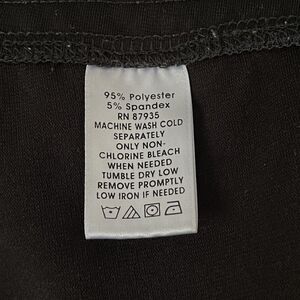 95% Polyester
5% Spandex
RN 87935
MACHINE WASH COLD
SEPARATELY
ONLY NON-
CHLORINE BLEACH
WHEN NEEDED
TUMBLE DRY LOW
REMOVE PROMPTLY
LOW IRON IF NEEDED